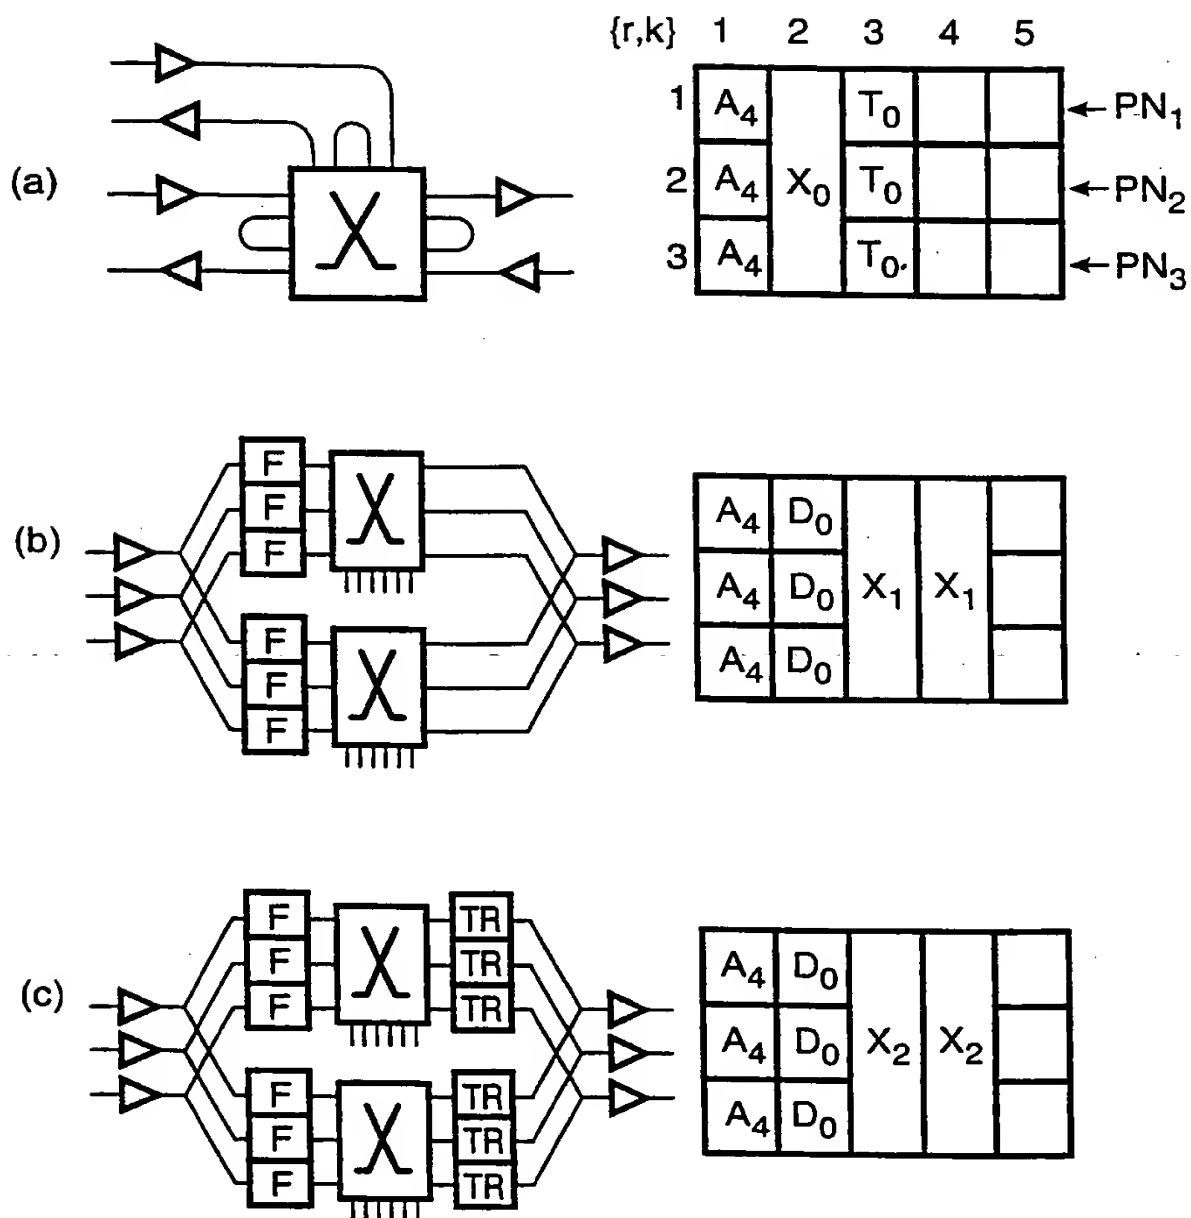 {r,k} 1 2 3 4 5
(a)
1 A4 X0 T0 ← PN1
2 A4 T0 ← PN2
3 A4 T0 ← PN3
(b)
F
F
F
F
F
F
A4 D0 X1 X1
A4 D0
A4 D0
(c)
F TR
F TR
F TR
F TR
F TR
F TR
A4 D0 X2 X2
A4 D0
A4 D0